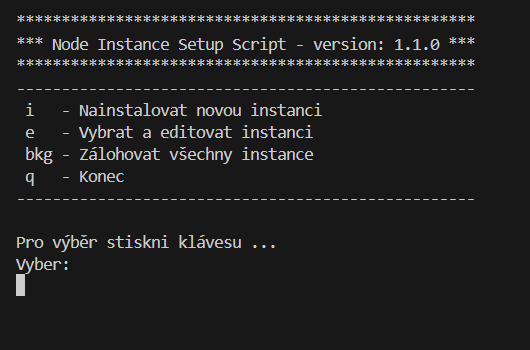 ***************************************************
*** Node Instance Setup Script - version: 1.1.0 ***
***************************************************
---------------------------------------------------
 i   - Nainstalovat novou instanci
 e   - Vybrat a editovat instanci
 bkg - Zálohovat všechny instance
 q   - Konec
---------------------------------------------------
Pro výběr stiskni klávesu ...
Vyber: